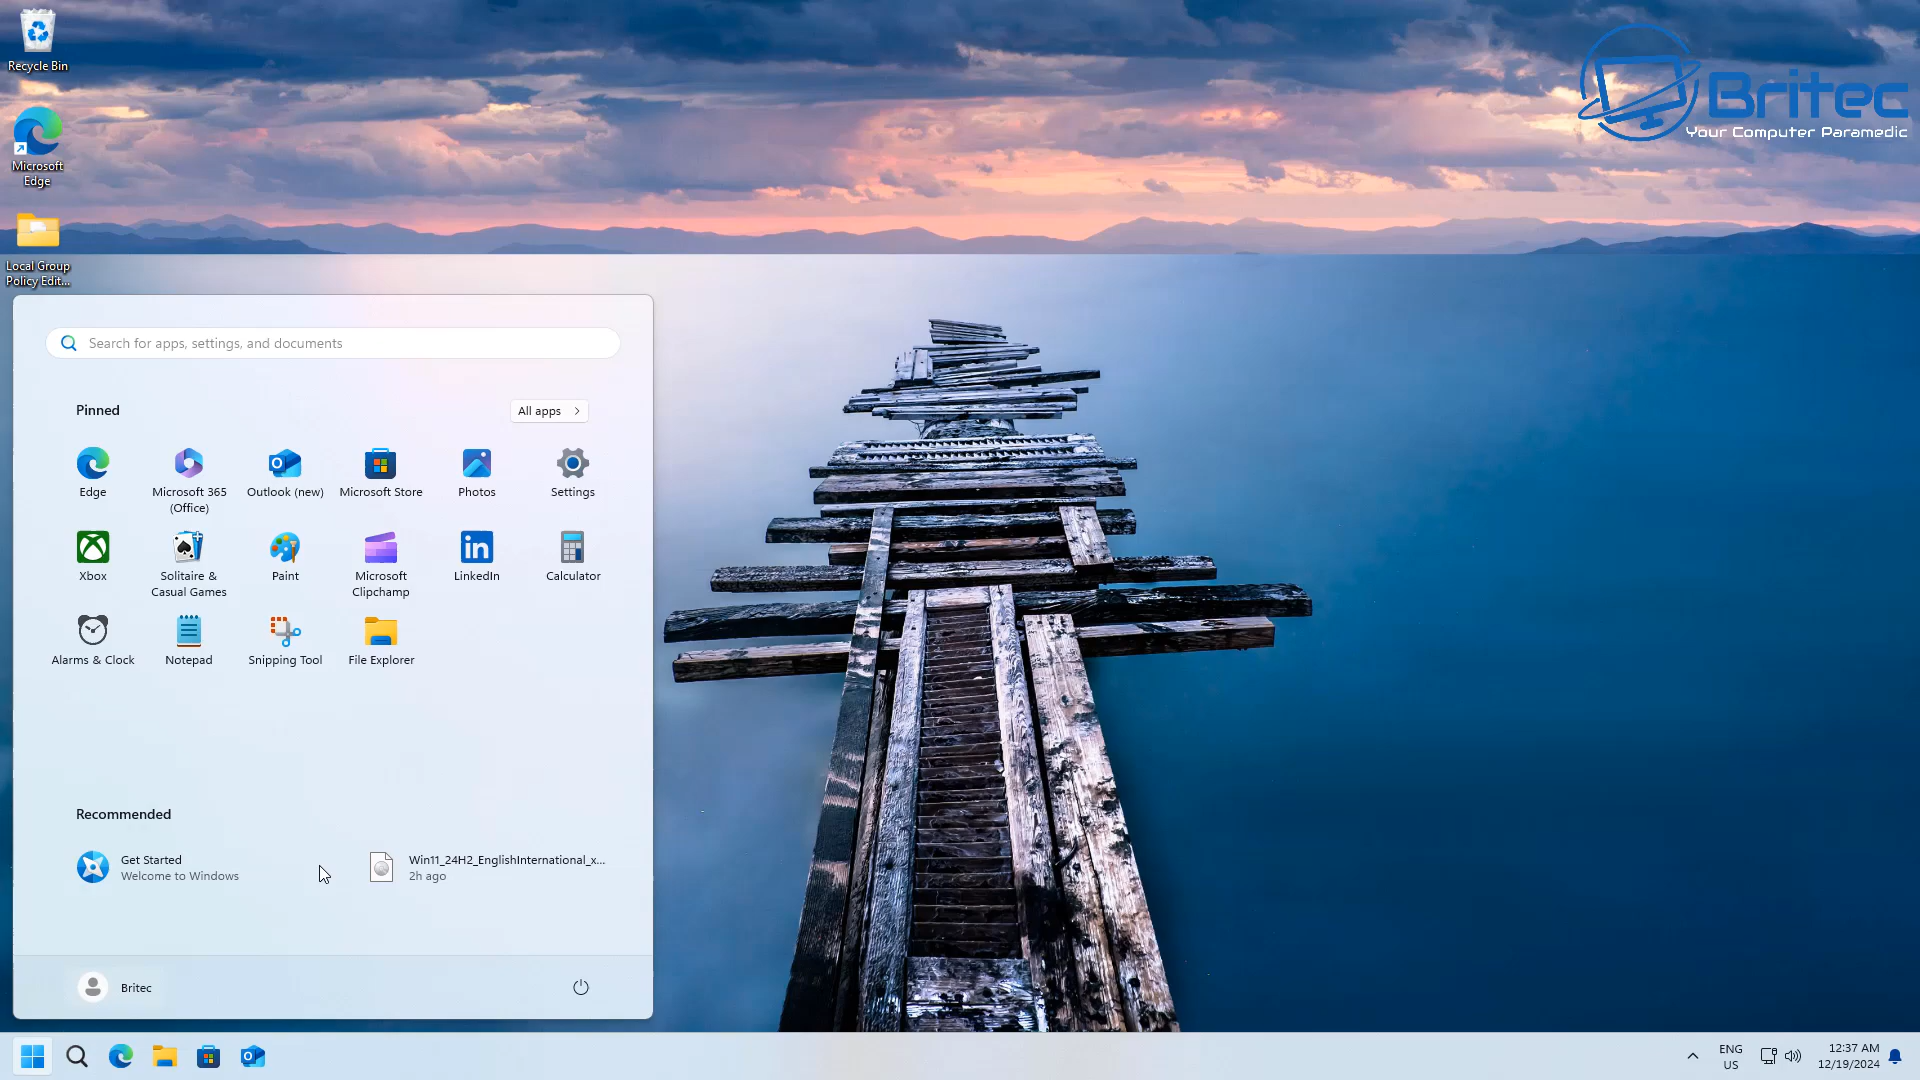 Recycle Bin
Microsoft
Edge
Local Group
Policy Edit...
Britec
Your Computer Paramedic
Search for apps, settings, and documents
Pinned
All apps
Edge
Microsoft 365
(Office)
Outlook (new)
Microsoft Store
Photos
Settings
Xbox
Solitaire &
Casual Games
Paint
Microsoft
Clipchamp
LinkedIn
Calculator
Alarms & Clock
Notepad
Snipping Tool
File Explorer
Recommended
Get Started
Welcome to Windows
Win11_24H2_EnglishInternational_x...
2h ago
Britec
ENG
US
12:37 AM
12/19/2024